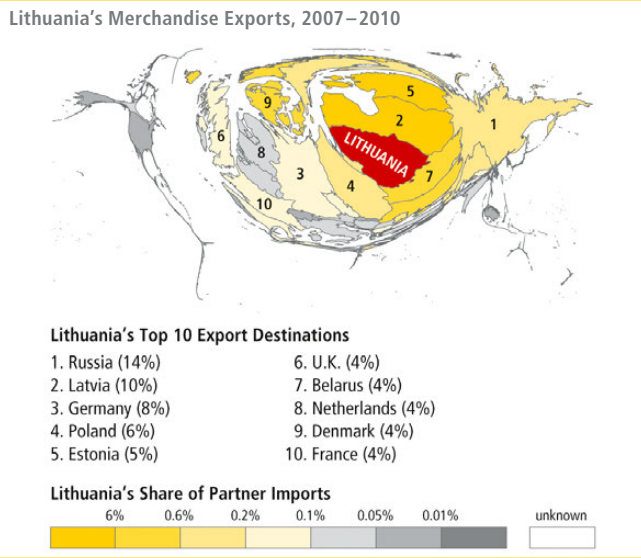 Lithuania's Merchandise Exports, 2007–2010
5
9
2
1
6
LITHUANIA
8
3
7
4
10
Lithuania's Top 10 Export Destinations
1. Russia (14%)
2. Latvia (10%)
3. Germany (8%)
4. Poland (6%)
5. Estonia (5%)
6. U.K. (4%)
7. Belarus (4%)
8. Netherlands (4%)
9. Denmark (4%)
10. France (4%)
Lithuania's Share of Partner Imports
6% 0.6% 0.2% 0.1% 0.05% 0.01% unknown